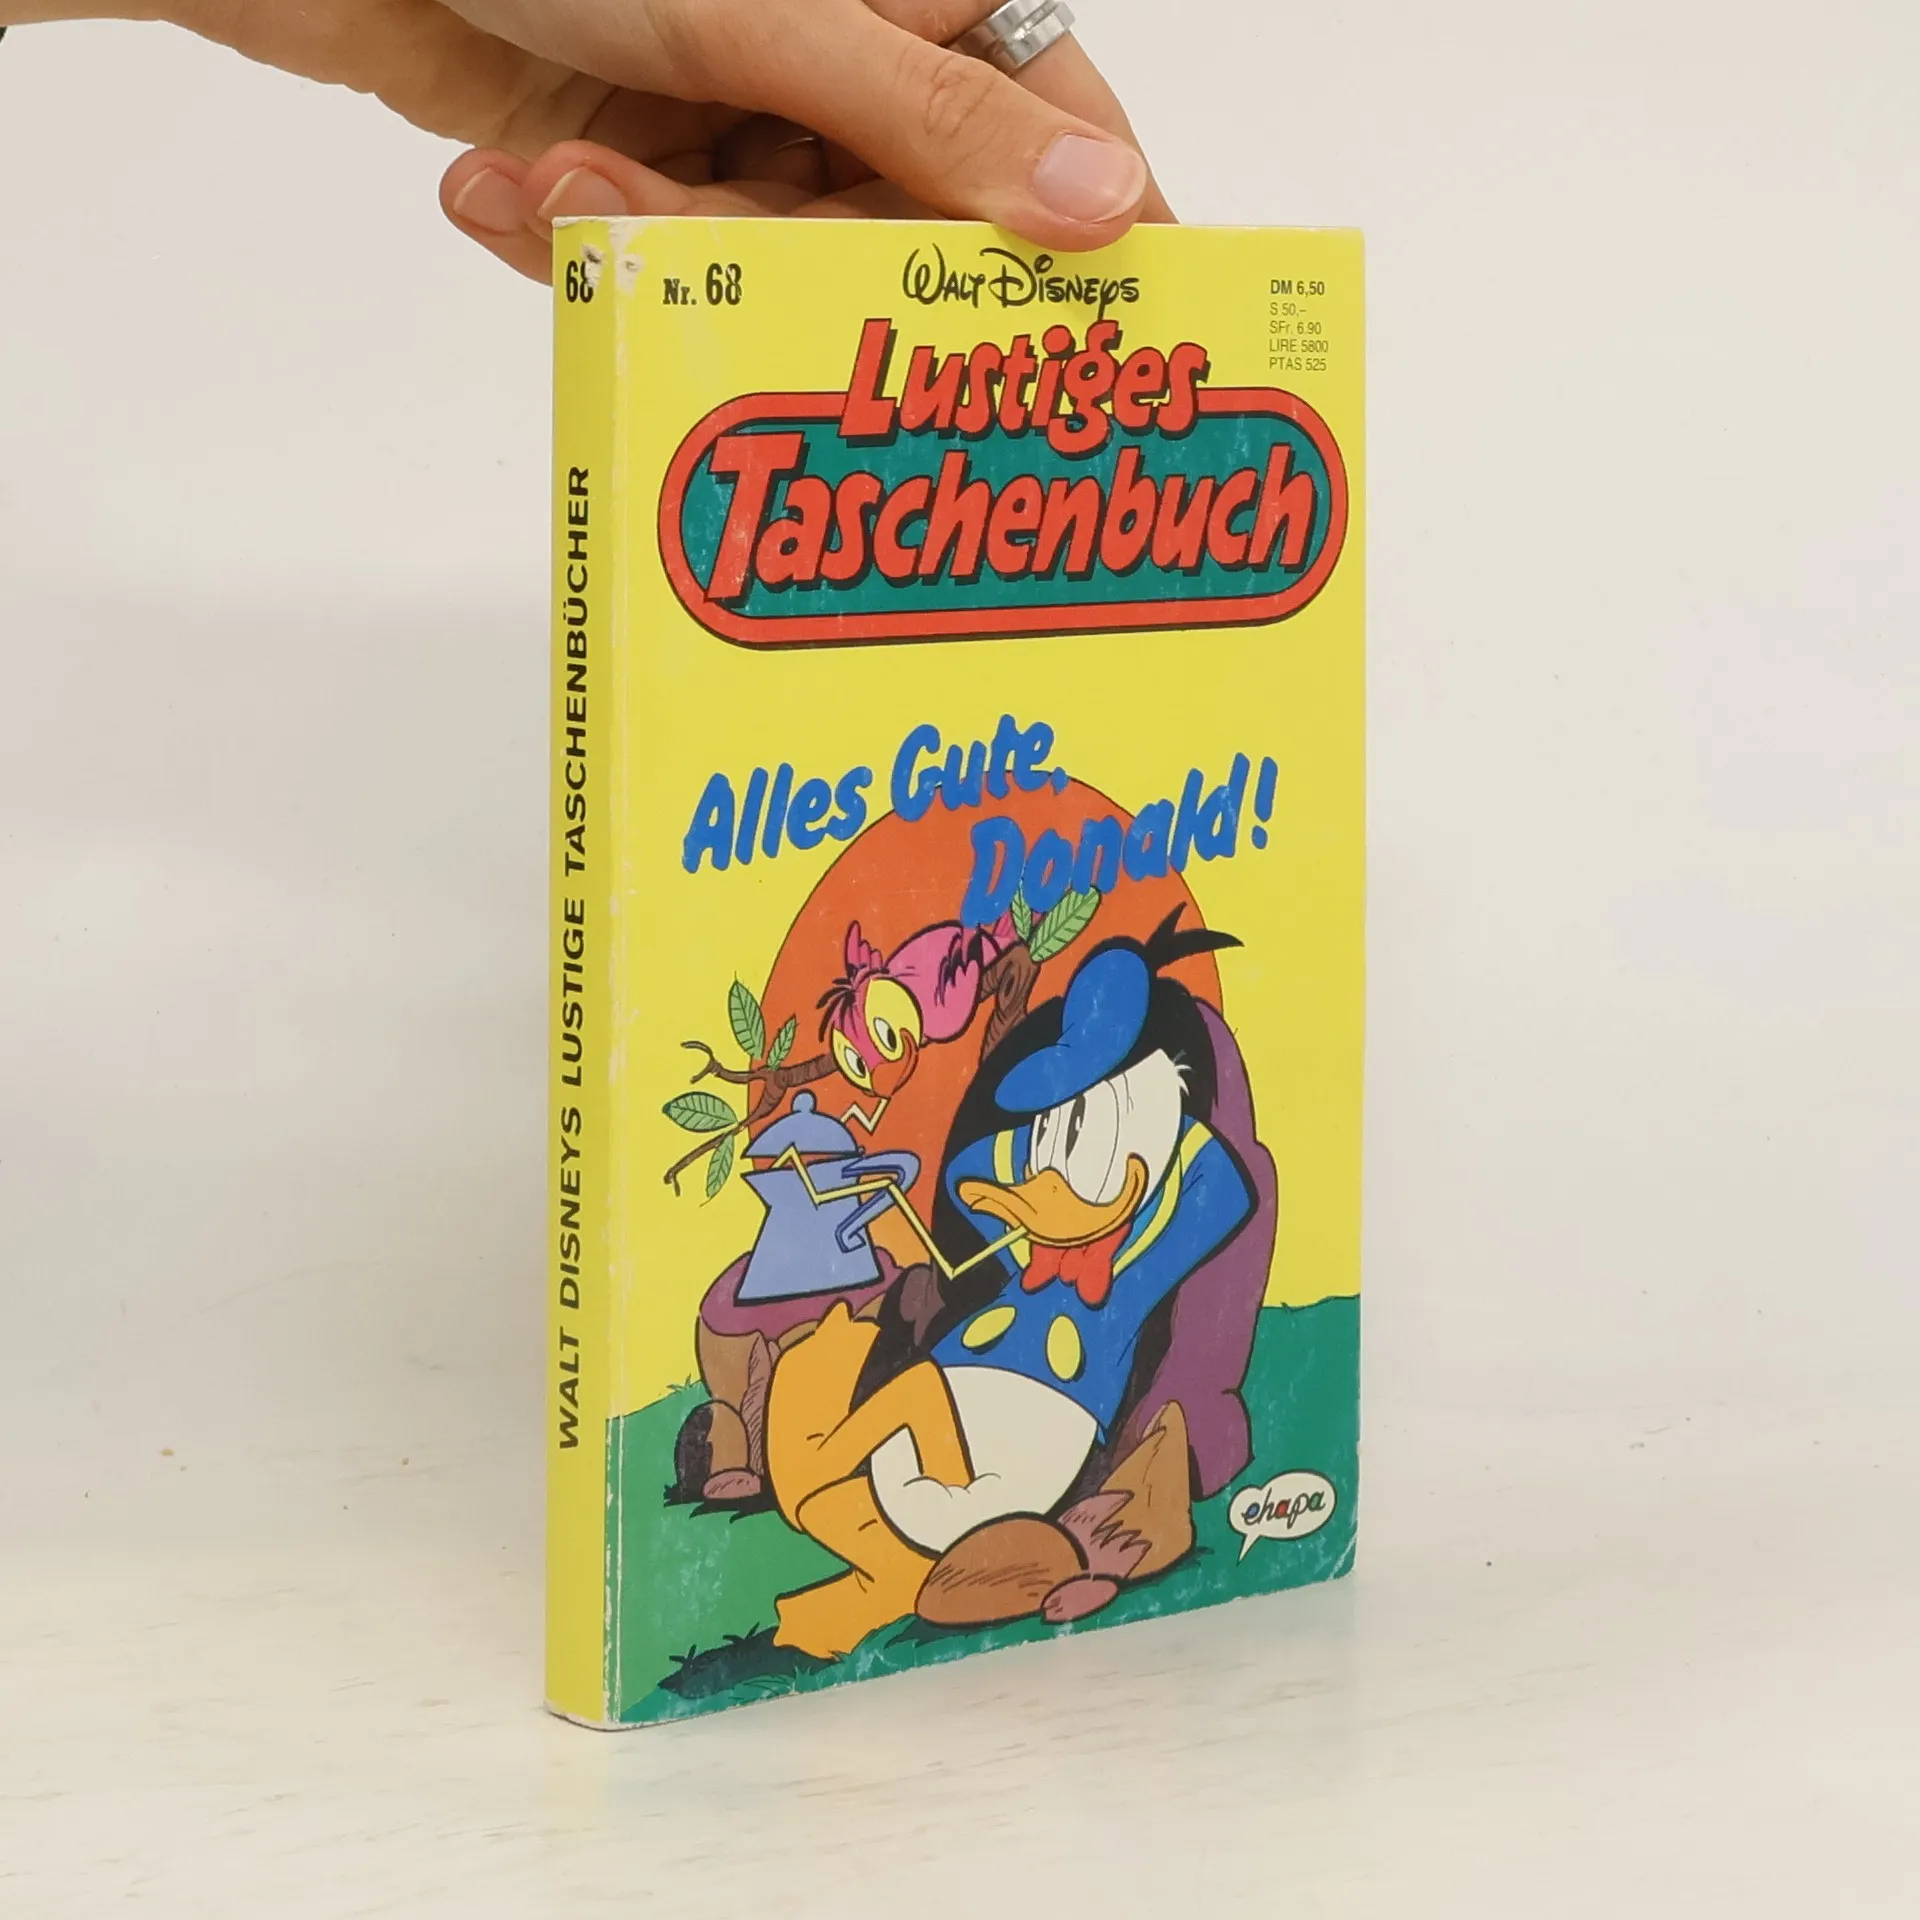 68
WALT DISNEYS LUSTIGE TASCHENBÜCHER
Nr. 68
WALT DISNEYS
DM 6,50
S 50,–
SFr. 6.90
LIRE 5800
PTAS 525
Lustiges
Taschenbuch
Alles Gute,
Donald!
ehapa